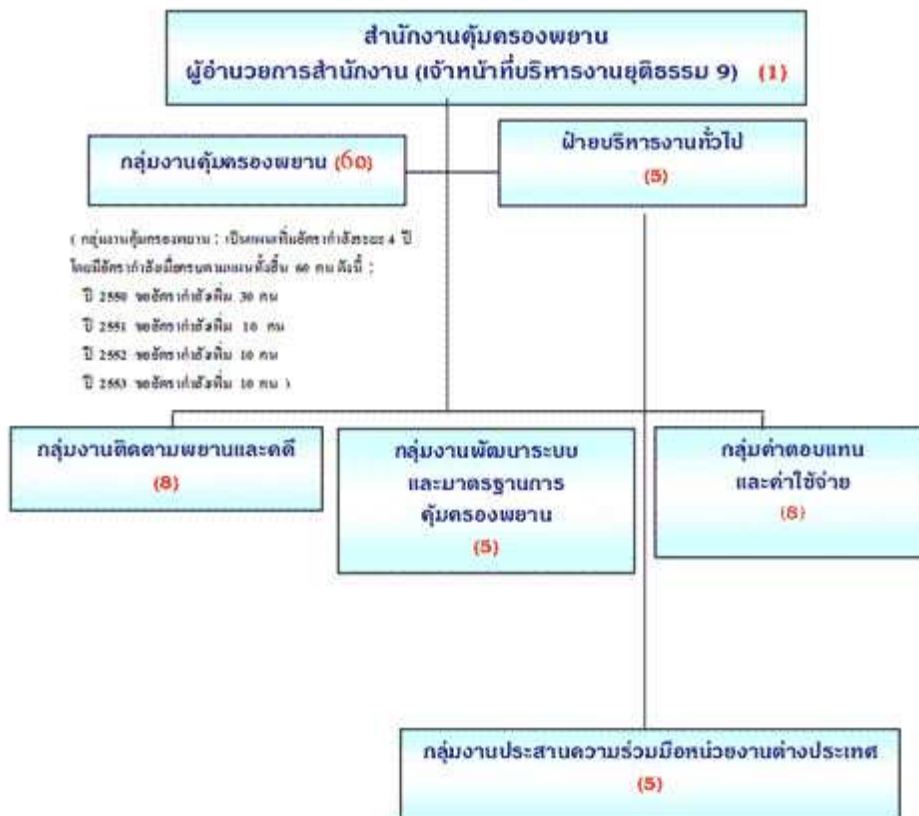 สำนักงานคุ้มครองพยาน
ผู้อำนวยการสำนักงาน (เจ้าหน้าที่บริหารงานยุติธรรม 9) (1)
กลุ่มงานคุ้มครองพยาน (60)
ฝ่ายบริหารงานทั่วไป
(5)
( กลุ่มงานคุ้มครองพยาน : เป็นแผนเพิ่มอัตรากำลังระยะ 4 ปี
โดยมีอัตรากำลังเมื่อครบตามแผนทั้งสิ้น 60 คน ดังนี้ :
ปี 2550 ขออัตรากำลังเพิ่ม 30 คน
ปี 2551 ขออัตรากำลังเพิ่ม 10 คน
ปี 2552 ขออัตรากำลังเพิ่ม 10 คน
ปี 2553 ขออัตรากำลังเพิ่ม 10 คน )
กลุ่มงานติดตามพยานและคดี
(8)
กลุ่มงานพัฒนาระบบ
และมาตรฐานการ
คุ้มครองพยาน
(5)
กลุ่มค่าตอบแทน
และค่าใช้จ่าย
(8)
กลุ่มงานประสานความร่วมมือหน่วยงานต่างประเทศ
(5)